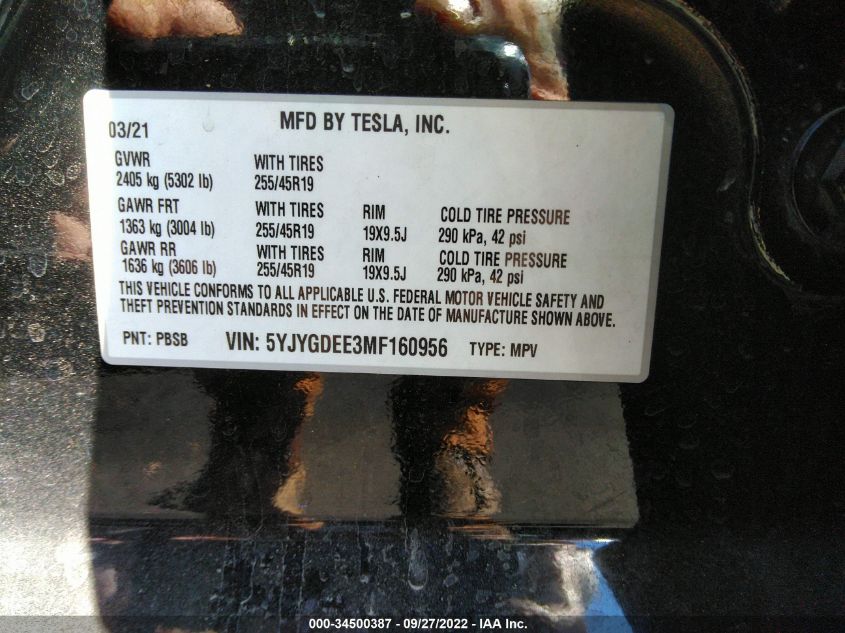 03/21 MFD BY TESLA, INC.
GVWR WITH TIRES
2405 kg (5302 lb) 255/45R19
GAWR FRT WITH TIRES RIM COLD TIRE PRESSURE
1363 kg (3004 lb) 255/45R19 19X9.5J 290 kPa, 42 psi
GAWR RR WITH TIRES RIM COLD TIRE PRESSURE
1636 kg (3606 lb) 255/45R19 19X9.5J 290 kPa, 42 psi
THIS VEHICLE CONFORMS TO ALL APPLICABLE U.S. FEDERAL MOTOR VEHICLE SAFETY AND
THEFT PREVENTION STANDARDS IN EFFECT ON THE DATE OF MANUFACTURE SHOWN ABOVE.
PNT: PBSB VIN: 5YJYGDEE3MF160956 TYPE: MPV
000-34500387 - 09/27/2022 - IAA Inc.